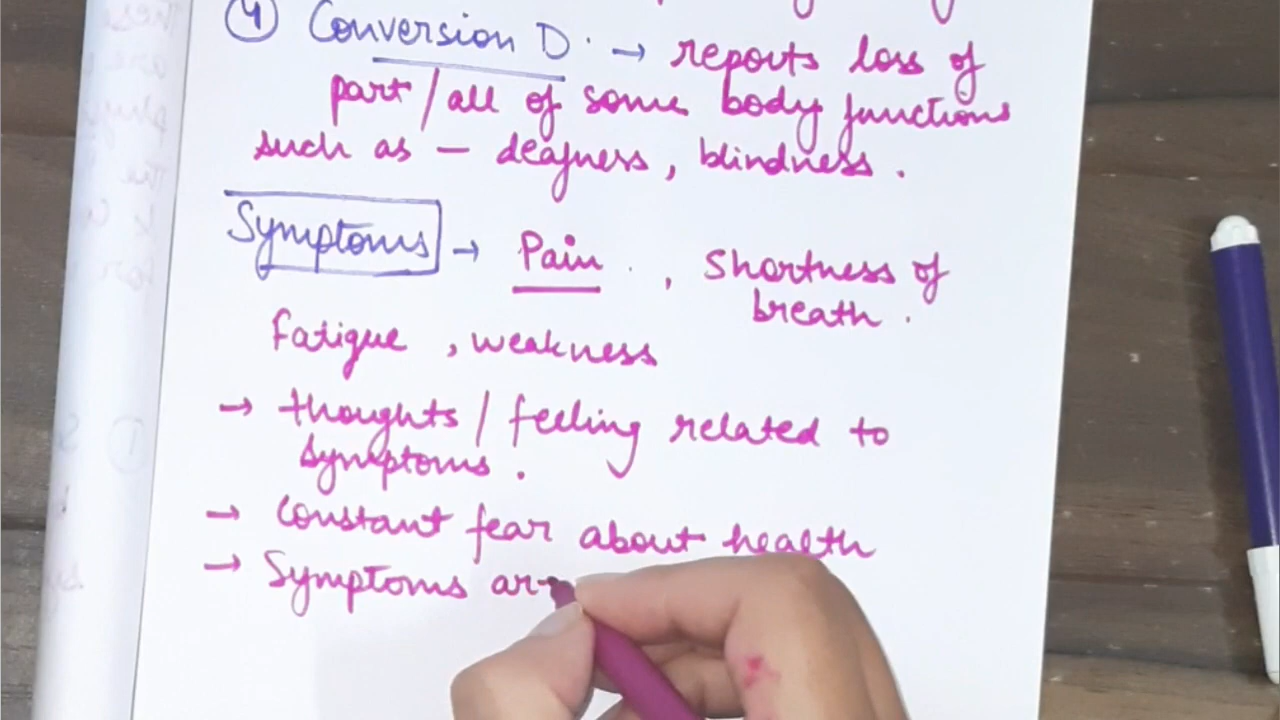 ④ Conversion D. → reports loss of
part / all of some body functions
such as – deafness, blindness.
Symptoms → Pain , Shortness of
breath.
fatigue , weakness
→ thoughts / feeling related to
symptoms.
→ Constant fear about health
→ Symptoms ar